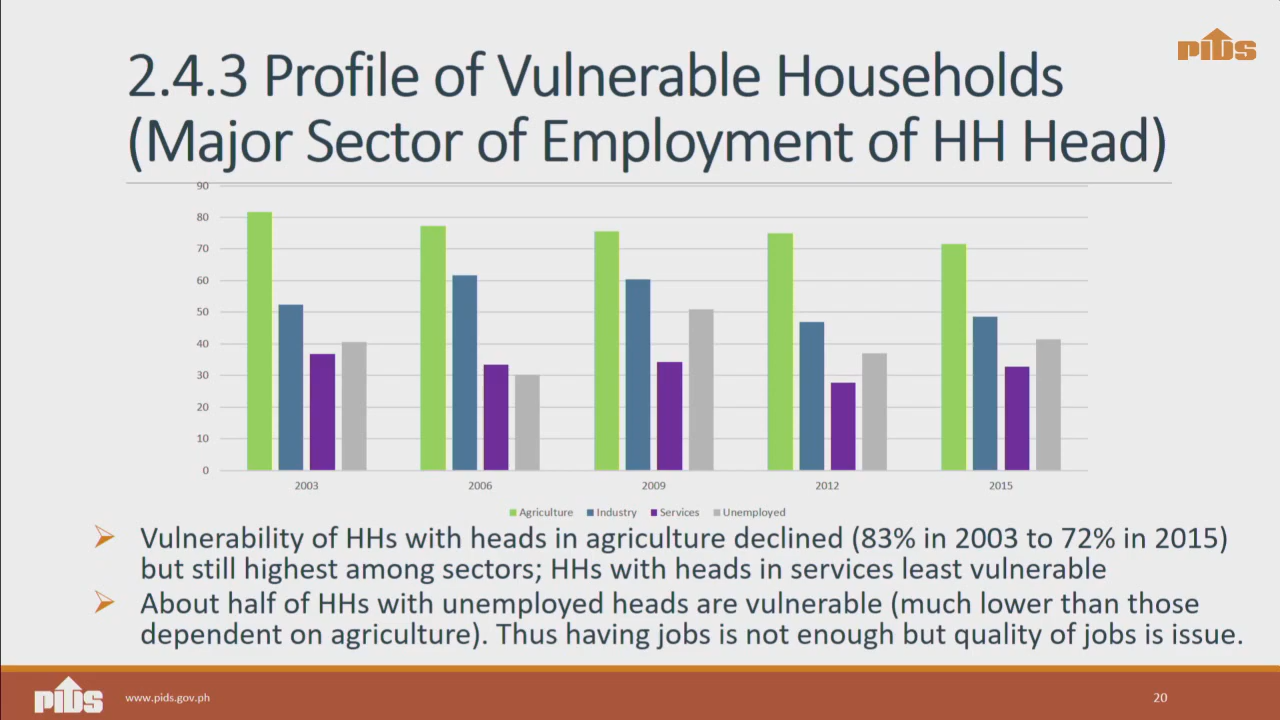 PIDS
2.4.3 Profile of Vulnerable Households
(Major Sector of Employment of HH Head)
90
80
70
60
50
40
30
20
10
0
2003 2006 2009 2012 2015
Agriculture Industry Services Unemployed
Vulnerability of HHs with heads in agriculture declined (83% in 2003 to 72% in 2015)
but still highest among sectors; HHs with heads in services least vulnerable
About half of HHs with unemployed heads are vulnerable (much lower than those
dependent on agriculture). Thus having jobs is not enough but quality of jobs is issue.
PIDS www.pids.gov.ph 20